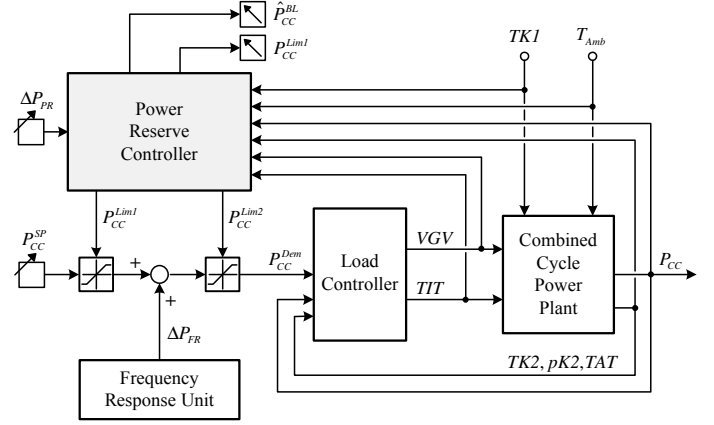 P̂_CC^BL
P_CC^Lim1
TK1
T_Amb
ΔP_PR
Power
Reserve
Controller
P_CC^Lim1
P_CC^Lim2
P_CC^SP
P_CC^Dem
+
+
Load
Controller
VGV
TIT
Combined
Cycle
Power
Plant
P_CC
ΔP_FR
TK2, pK2,TAT
Frequency
Response Unit